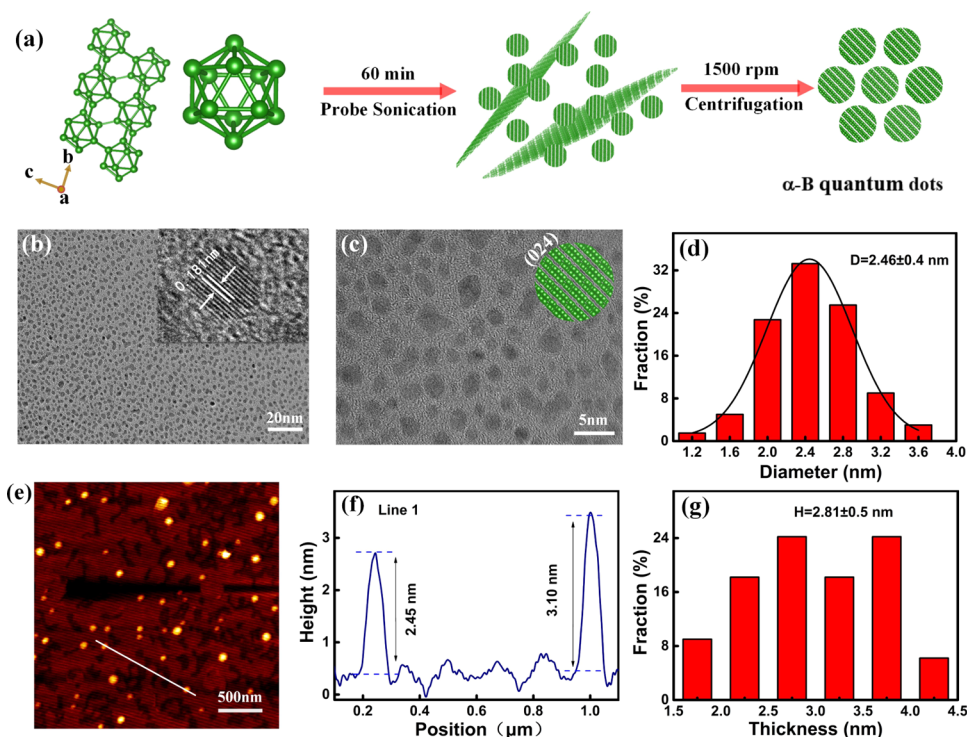 (a)
b
c
a
60 min
Probe Sonication
1500 rpm
Centrifugation
α-B quantum dots
(b)
0.181nm
20nm
(c)
(024)
5nm
(d)
D=2.46±0.4 nm
Fraction (%)
32
24
16
8
0
1.2 1.6 2.0 2.4 2.8 3.2 3.6 4.0
Diameter (nm)
(e)
500nm
(f)
Line 1
Height (nm)
3
2
1
0
2.45 nm
3.10 nm
0.2 0.4 0.6 0.8 1.0
Position（μm）
(g)
H=2.81±0.5 nm
Fraction (%)
24
16
8
0
1.5 2.0 2.5 3.0 3.5 4.0 4.5
Thickness (nm)